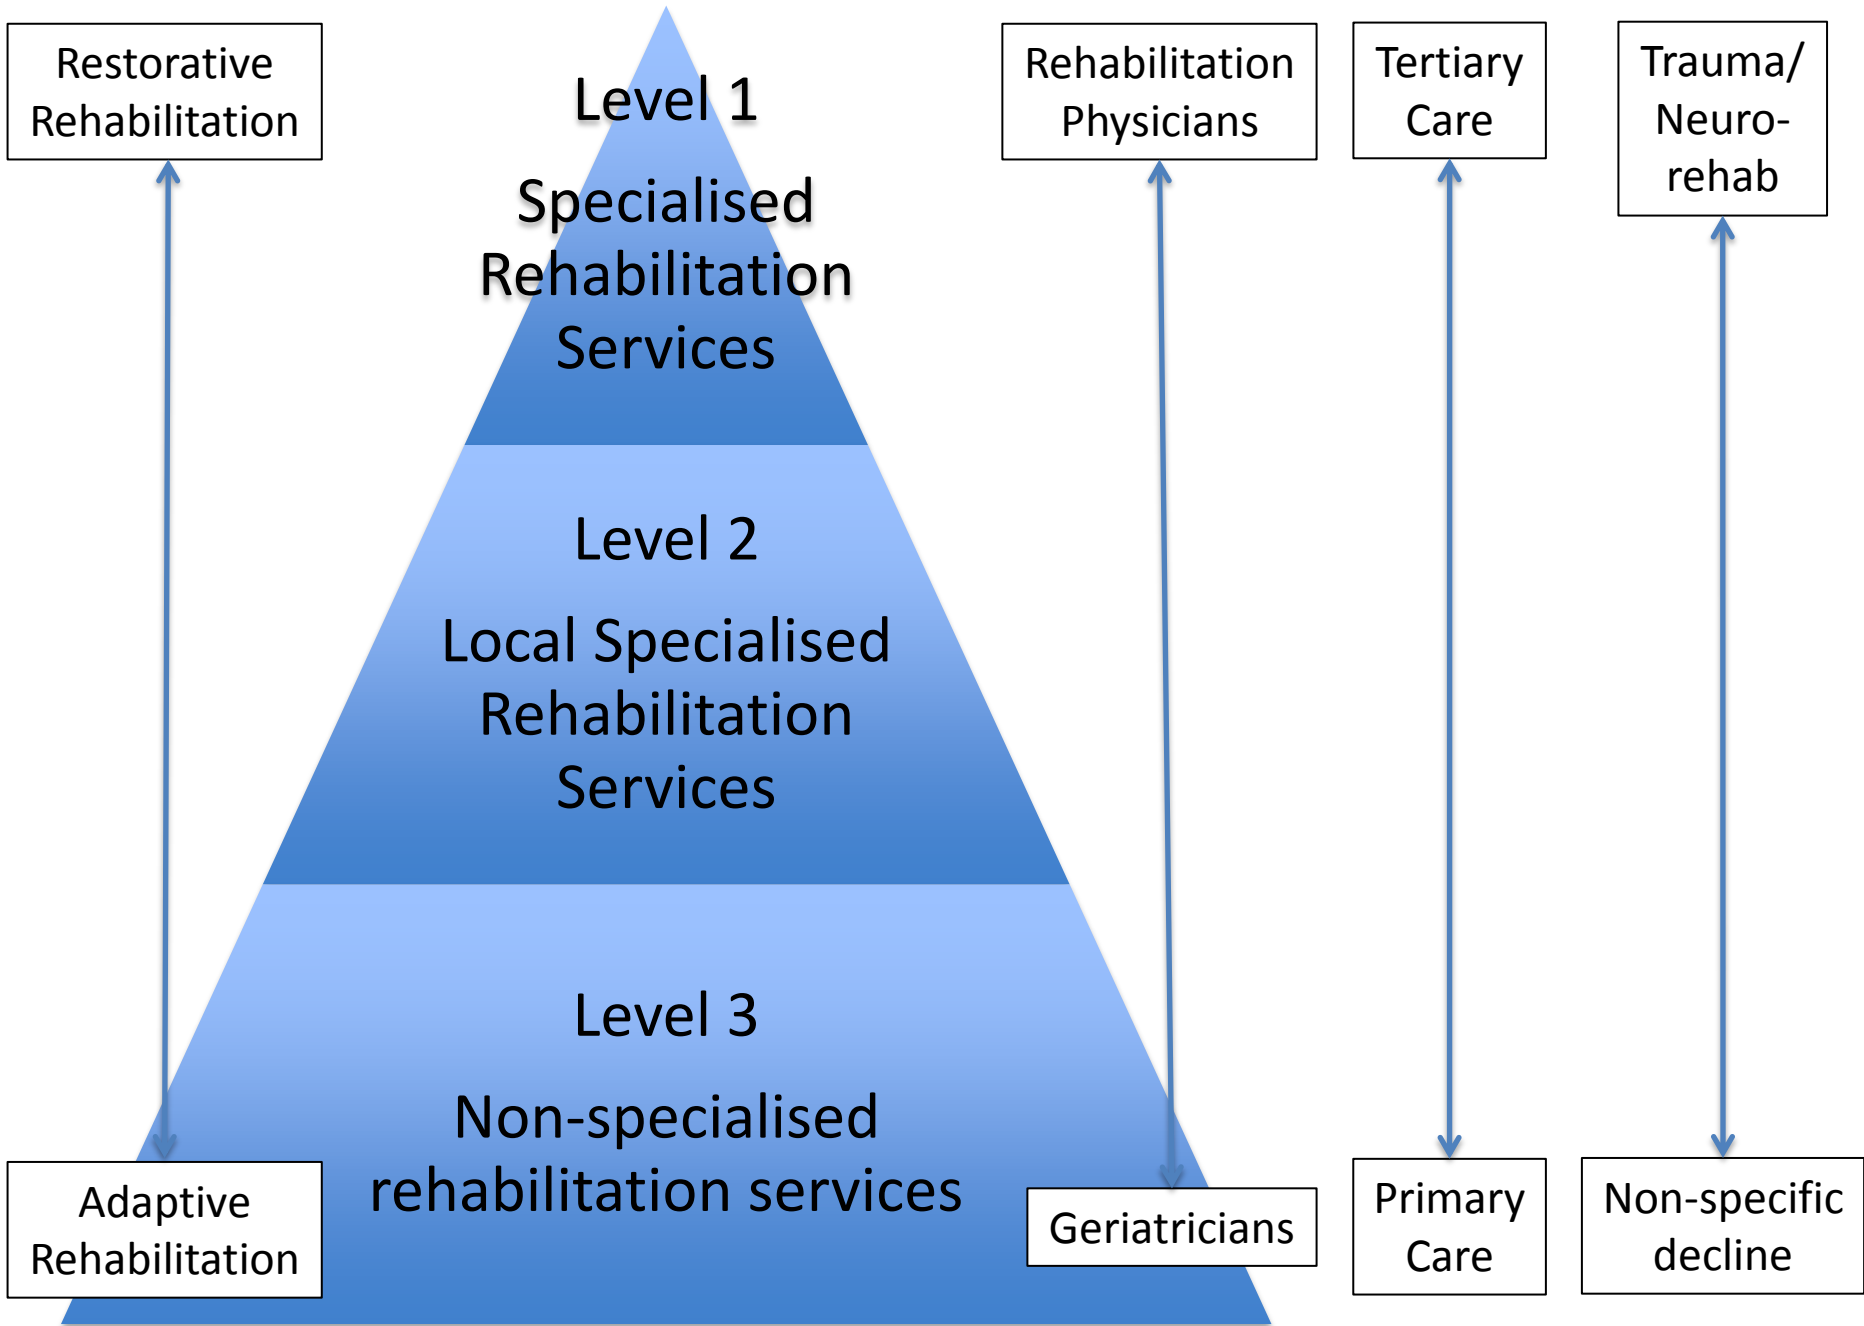 Restorative
Rehabilitation
Level 1
Specialised
Rehabilitation
Services
Rehabilitation
Physicians
Tertiary
Care
Trauma/
Neuro-
rehab
Level 2
Local Specialised
Rehabilitation
Services
Level 3
Non-specialised
rehabilitation services
Adaptive
Rehabilitation
Geriatricians
Primary
Care
Non-specific
decline